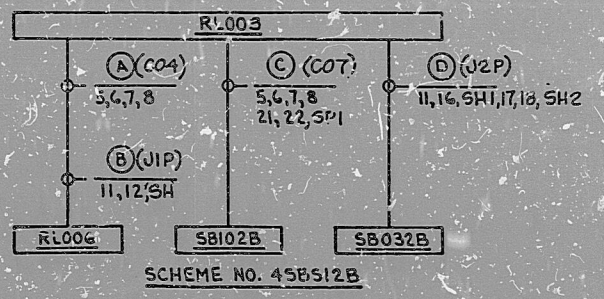 RL003
A (C04)
5,6,7,8
C (C07)
5,6,7,8
21, 22, SP1
D (J2P)
11,16,SH1,17,18,SH2
B (J1P)
11,12,SH
RL006
SB102B
SB032B
SCHEME NO. 4SBS12B